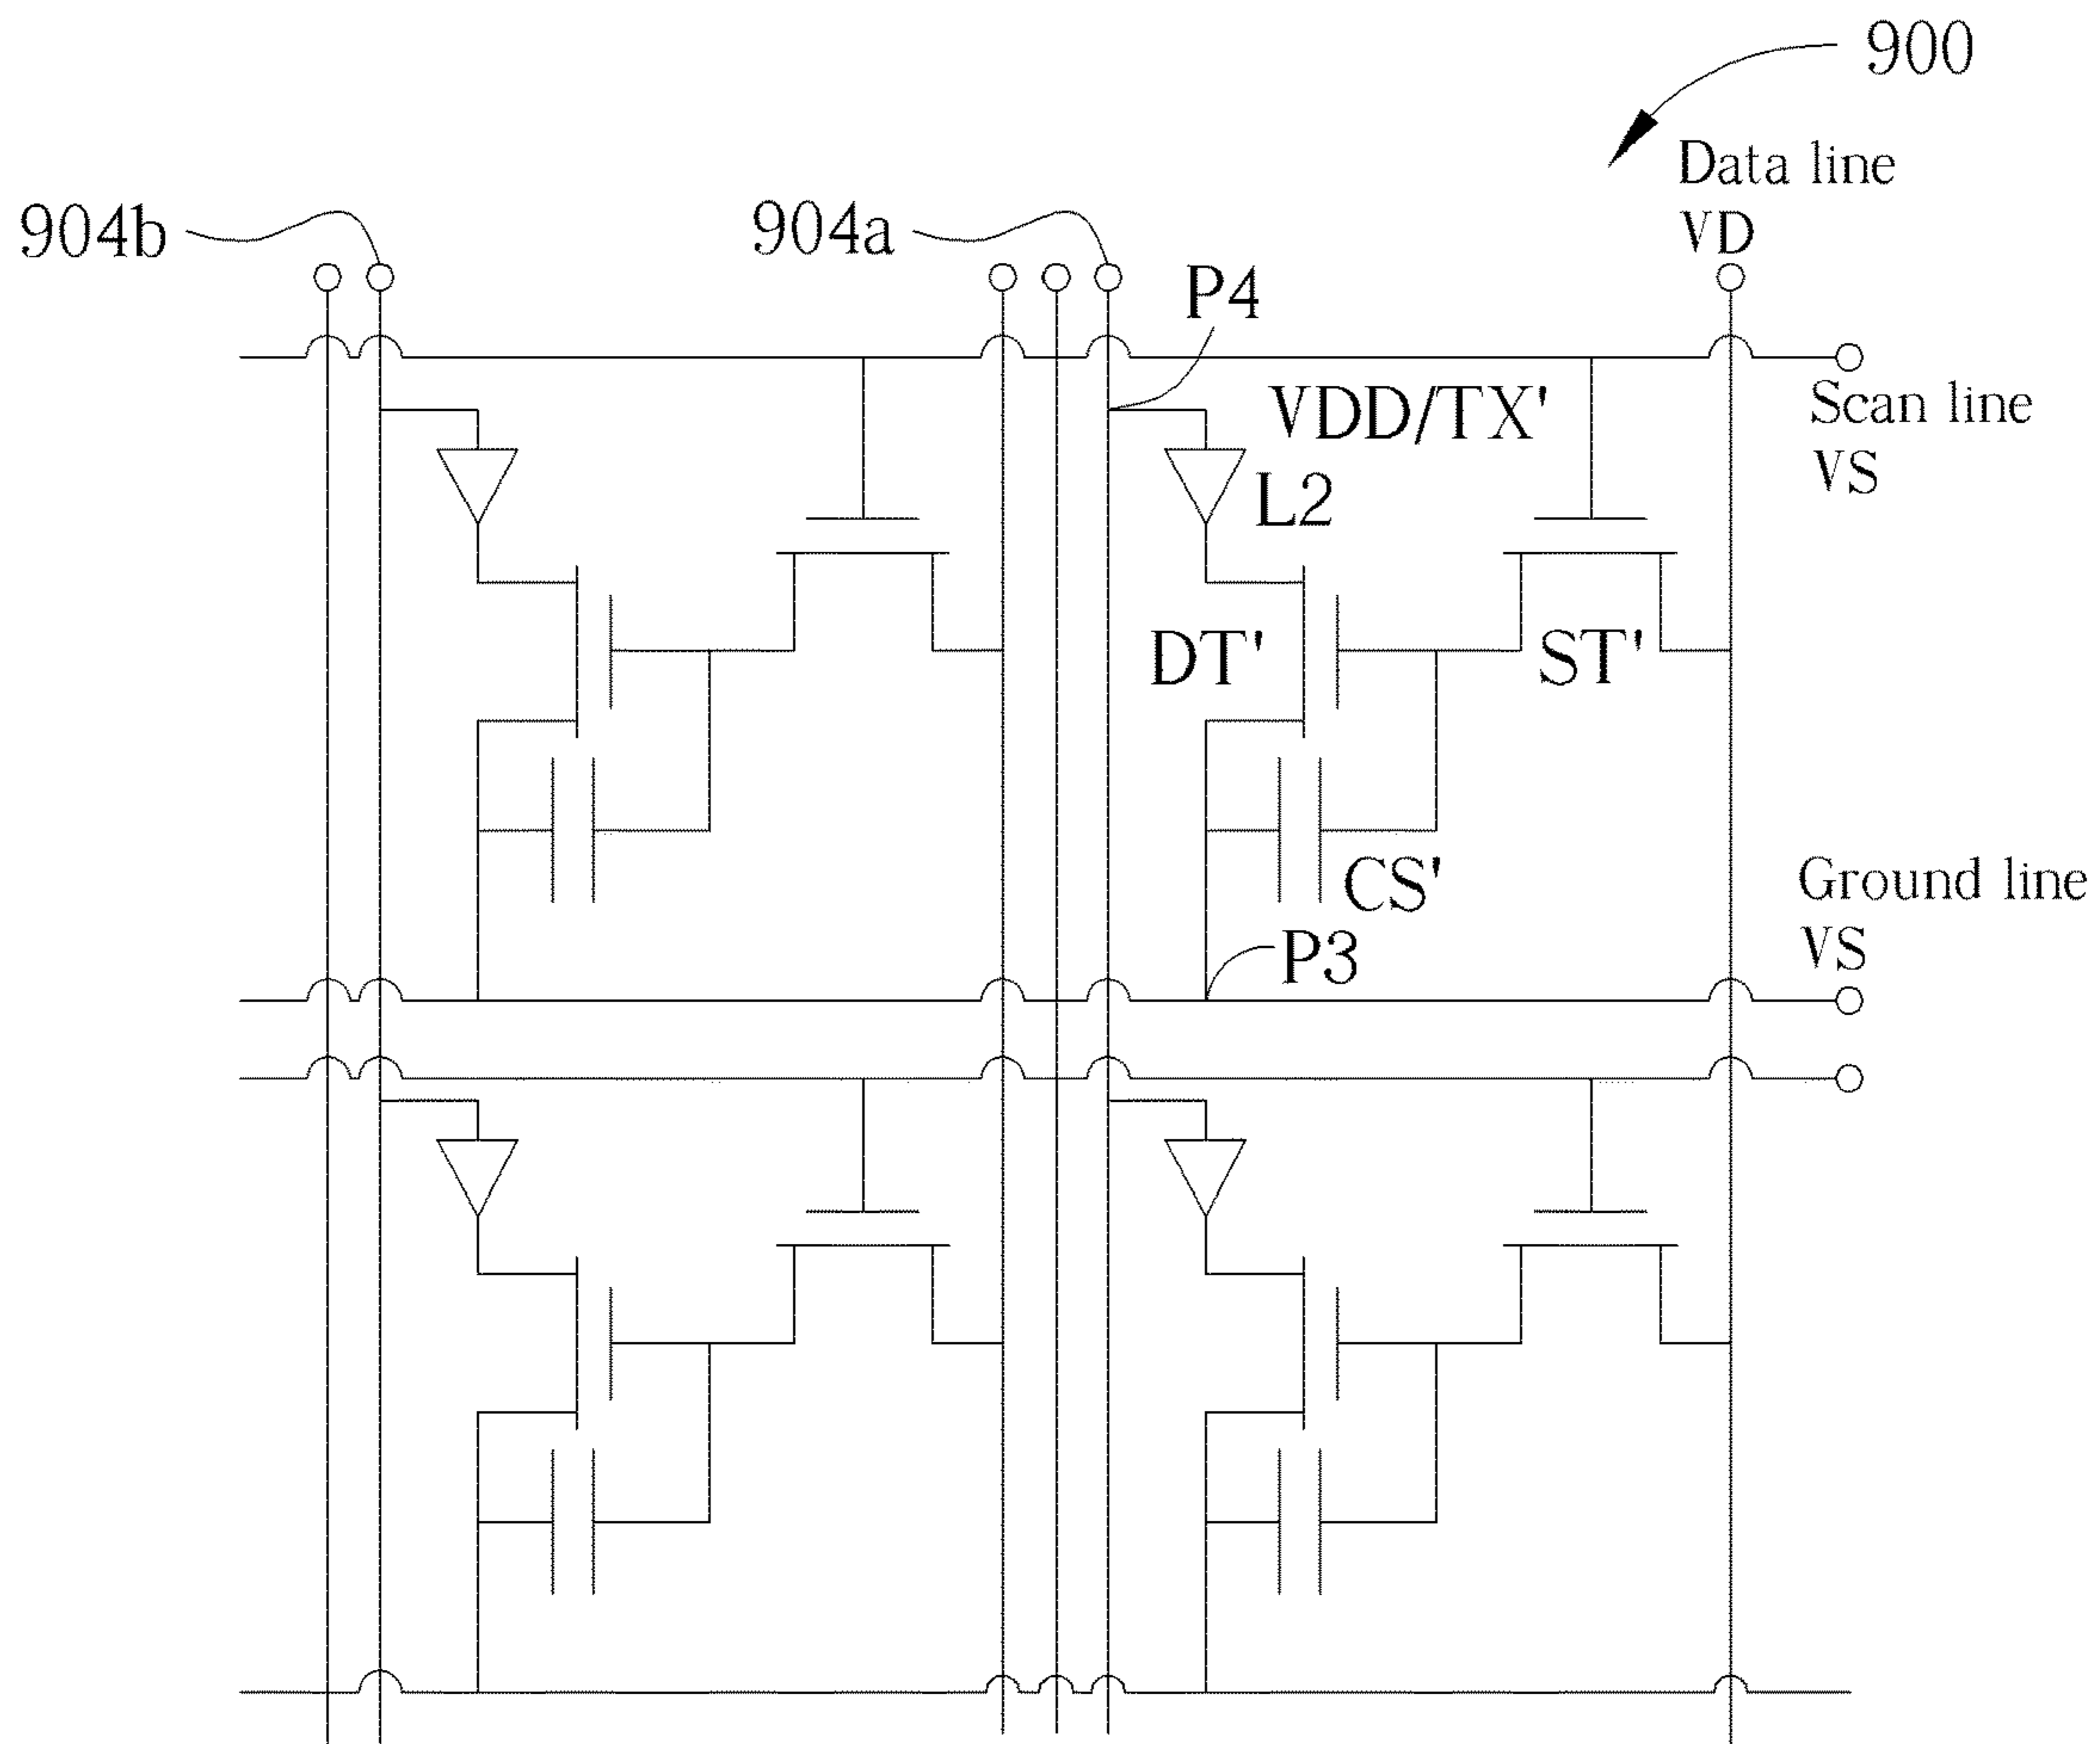 900
Data line
VD
904b
904a
P4
VDD/TX'
Scan line
VS
L2
DT'
ST'
CS'
Ground line
VS
P3